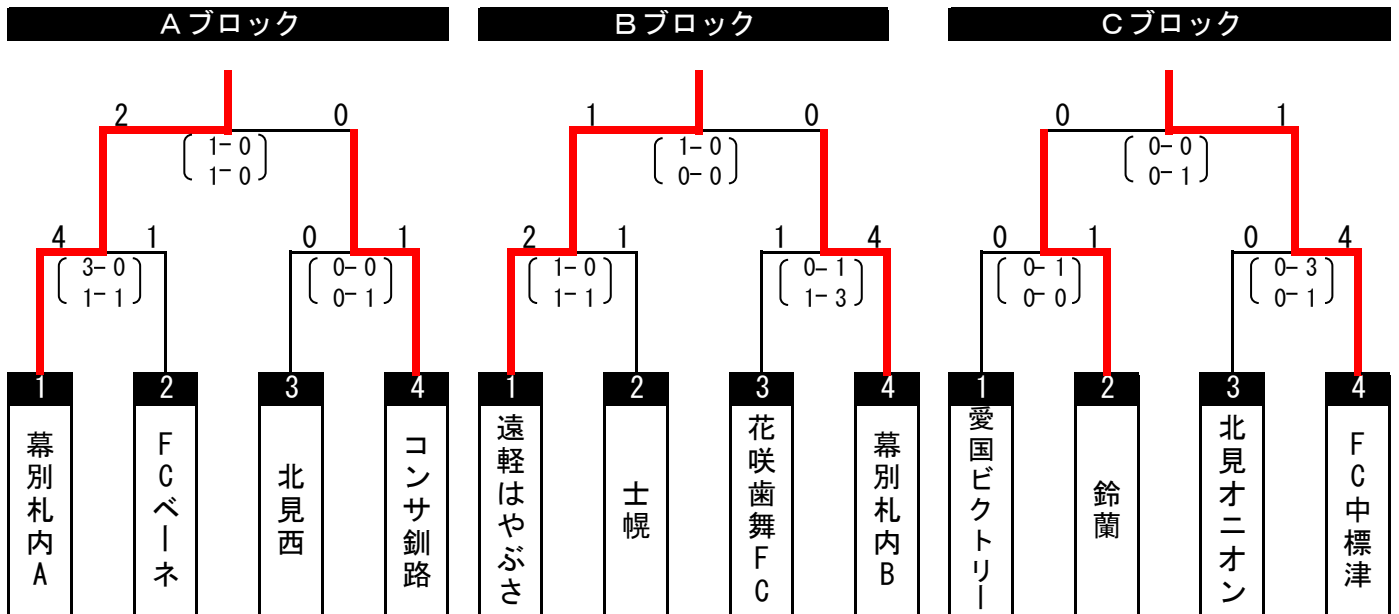 Aブロック
Bブロック
Cブロック
2 0
1 0
0 1
1-0
1-0
1-0
0-0
0-0
0-1
4 1
0 1
2 1
1 4
0 1
0 4
3-0
1-1
0-0
0-1
1-0
1-1
0-1
1-3
0-1
0-0
0-3
0-1
1
2
3
4
1
2
3
4
1
2
3
4
幕別札内A
FCベーネ
北見西
コンサ釧路
遠軽はやぶさ
士幌
花咲歯舞FC
幕別札内B
愛国ビクトリー
鈴蘭
北見オニオン
FC中標津